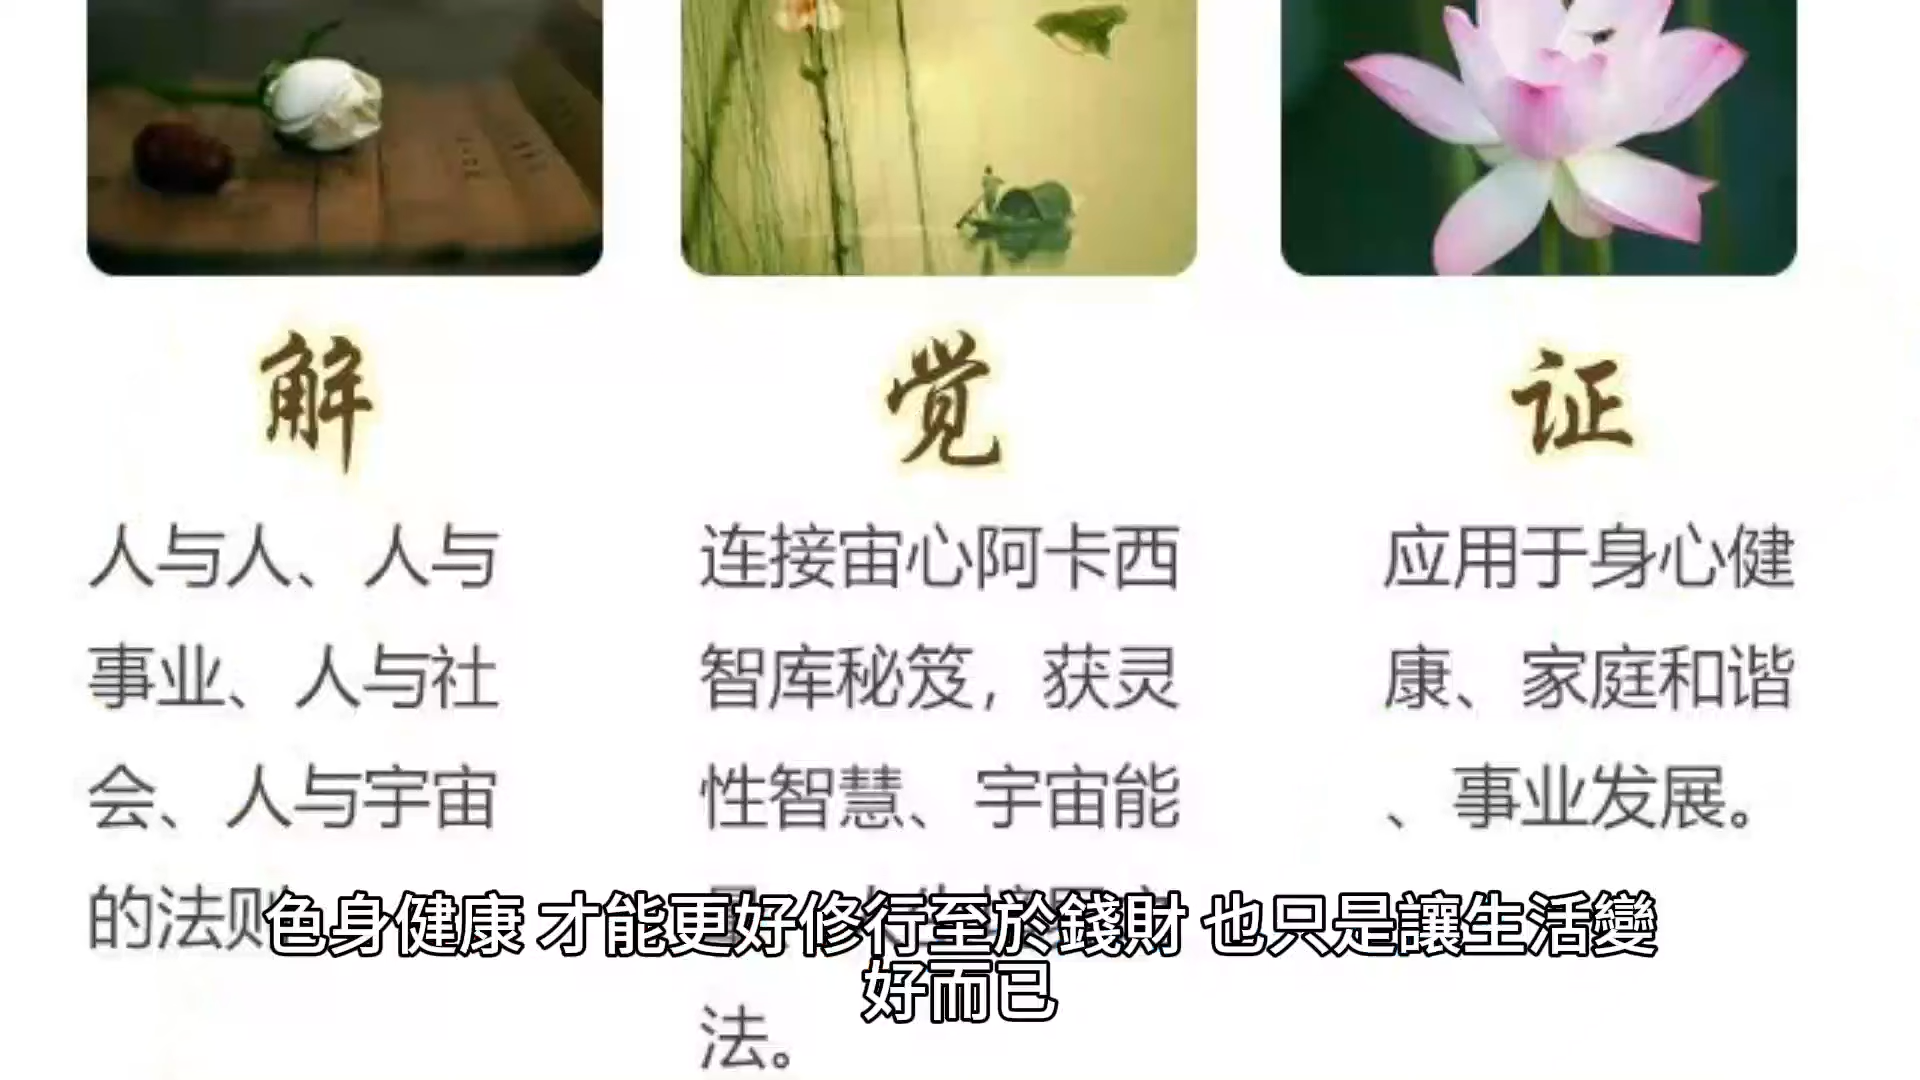 解
人与人、人与
事业、人与社
会、人与宇宙
的法则
觉
连接宙心阿卡西
智库秘笈，获灵
性智慧、宇宙能
法。
证
应用于身心健
康、家庭和谐
、事业发展。
色身健康 才能更好修行至於錢財 也只是讓生活變
好而已